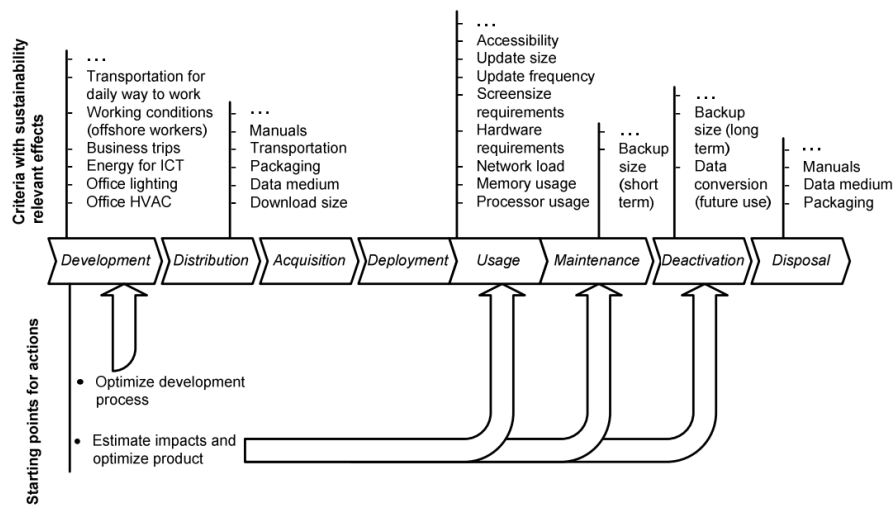 Criteria with sustainability
relevant effects
...
Transportation for
daily way to work
Working conditions
(offshore workers)
Business trips
Energy for ICT
Office lighting
Office HVAC
...
Manuals
Transportation
Packaging
Data medium
Download size
...
Accessibility
Update size
Update frequency
Screensize
requirements
Hardware
requirements
Network load
Memory usage
Processor usage
...
Backup
size
(short
term)
...
Backup
size (long
term)
Data
conversion
(future use)
...
Manuals
Data medium
Packaging
Development
Distribution
Acquisition
Deployment
Usage
Maintenance
Deactivation
Disposal
Starting points for actions
• Optimize development
process
• Estimate impacts and
optimize product